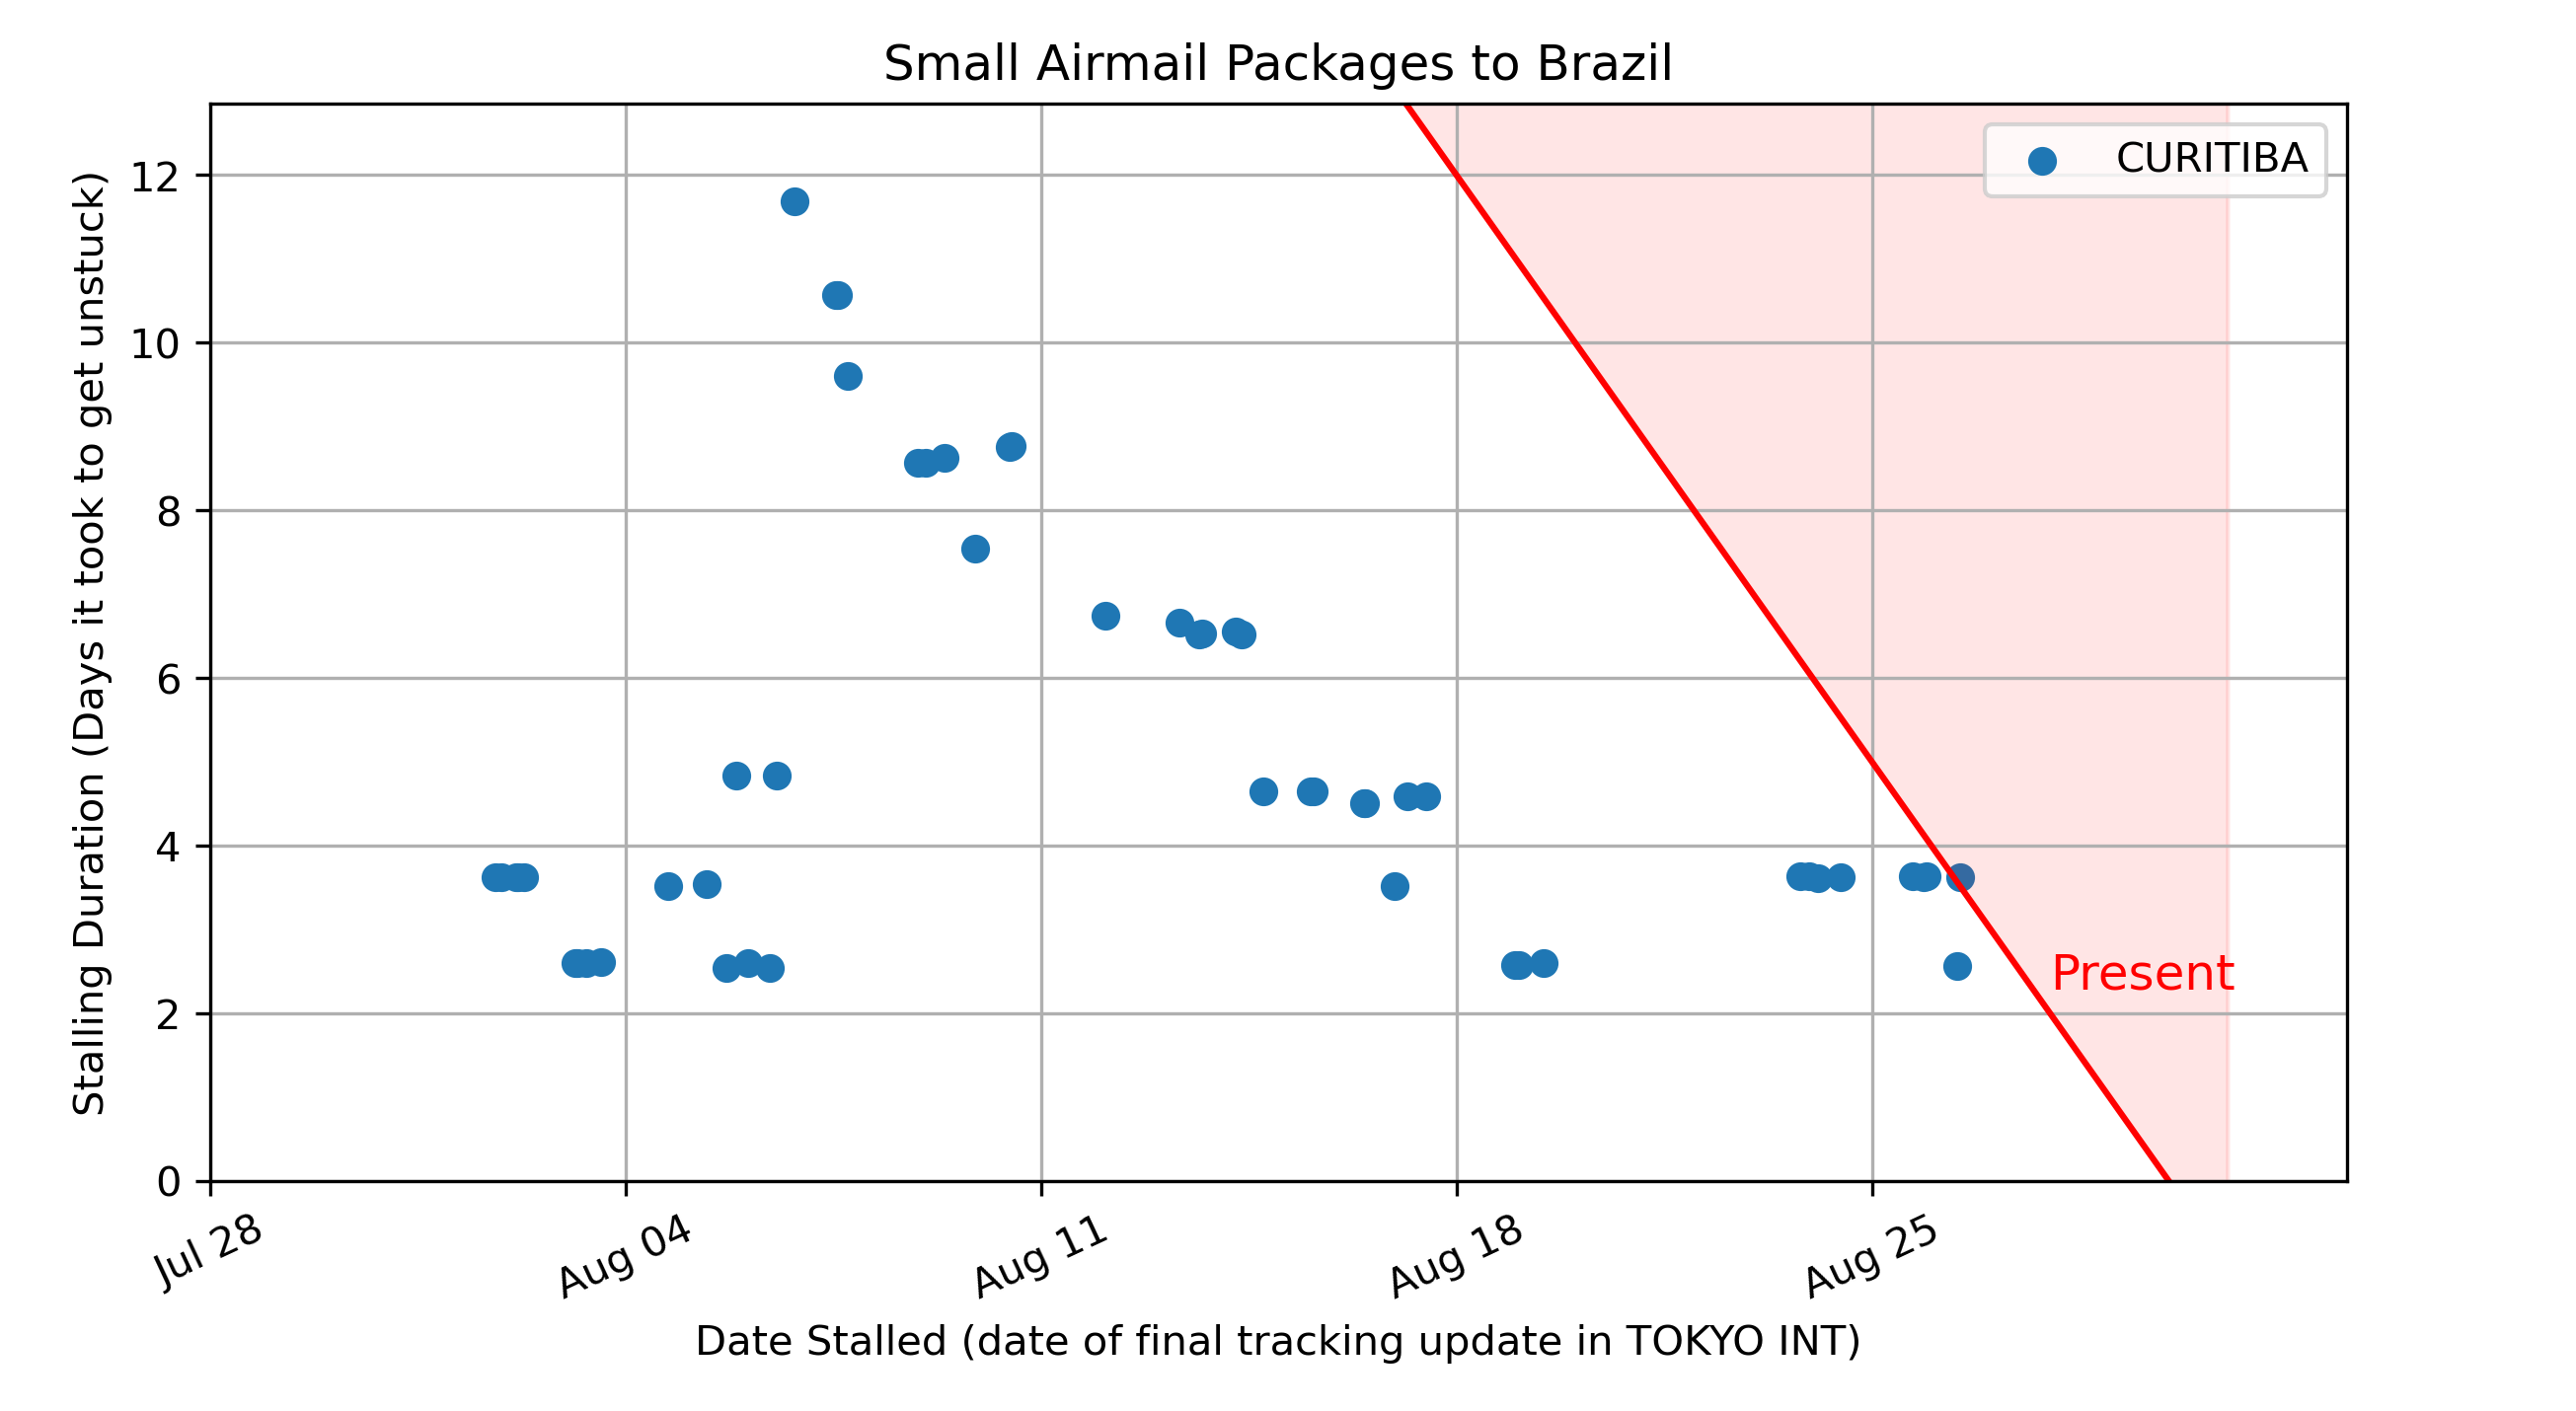 Small Airmail Packages to Brazil
CURITIBA
Stalling Duration (Days it took to get unstuck)
12
10
8
6
4
2
0
Present
Jul 28
Aug 04
Aug 11
Aug 18
Aug 25
Date Stalled (date of final tracking update in TOKYO INT)